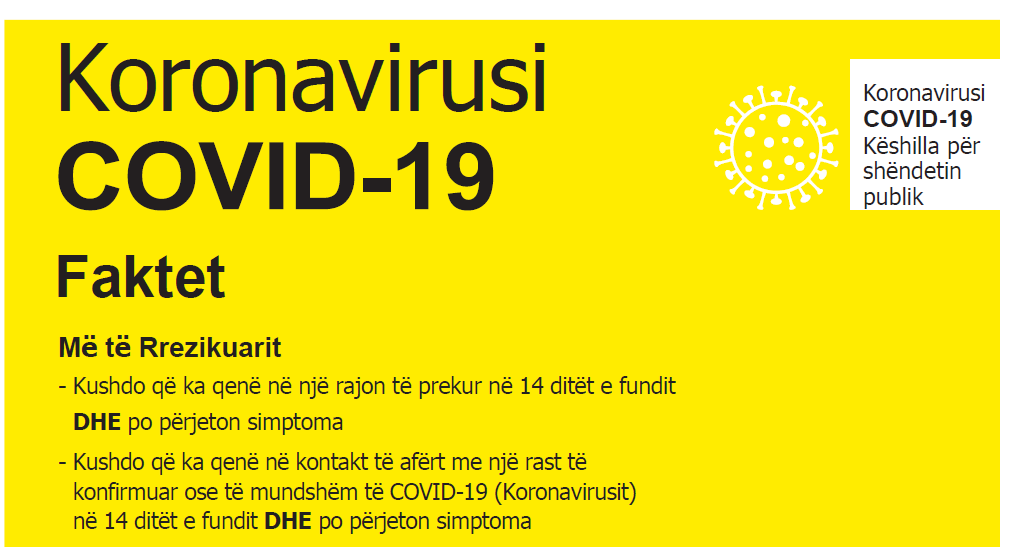 Koronavirusi
COVID-19
Koronavirusi
COVID-19
Këshilla për
shëndetin
publik
Faktet
Më të Rrezikuarit
- Kushdo që ka qenë në një rajon të prekur në 14 ditët e fundit
DHE po përjeton simptoma
- Kushdo që ka qenë në kontakt të afërt me një rast të
konfirmuar ose të mundshëm të COVID-19 (Koronavirusit)
në 14 ditët e fundit DHE po përjeton simptoma